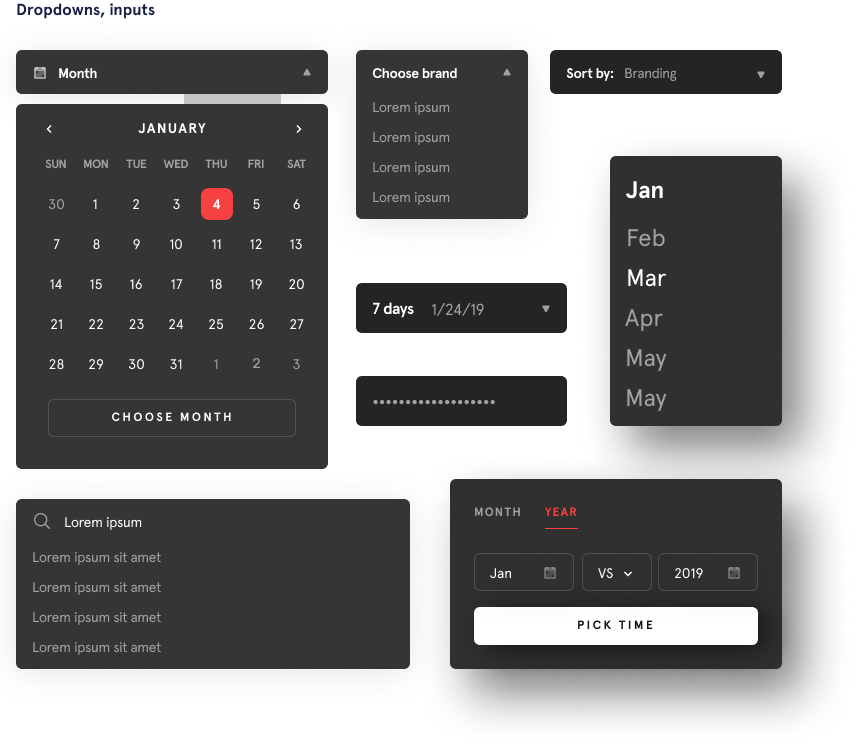 Dropdowns, inputs
Month
JANUARY
SUN MON TUE WED THU FRI SAT
30 1 2 3 4 5 6
7 8 9 10 11 12 13
14 15 16 17 18 19 20
21 22 23 24 25 26 27
28 29 30 31 1 2 3
CHOOSE MONTH
Choose brand
Lorem ipsum
Lorem ipsum
Lorem ipsum
Lorem ipsum
Sort by: Branding
7 days 1/24/19
•••••••••••••••••••
Jan
Feb
Mar
Apr
May
May
Lorem ipsum
Lorem ipsum sit amet
Lorem ipsum sit amet
Lorem ipsum sit amet
Lorem ipsum sit amet
MONTH YEAR
Jan VS 2019
PICK TIME